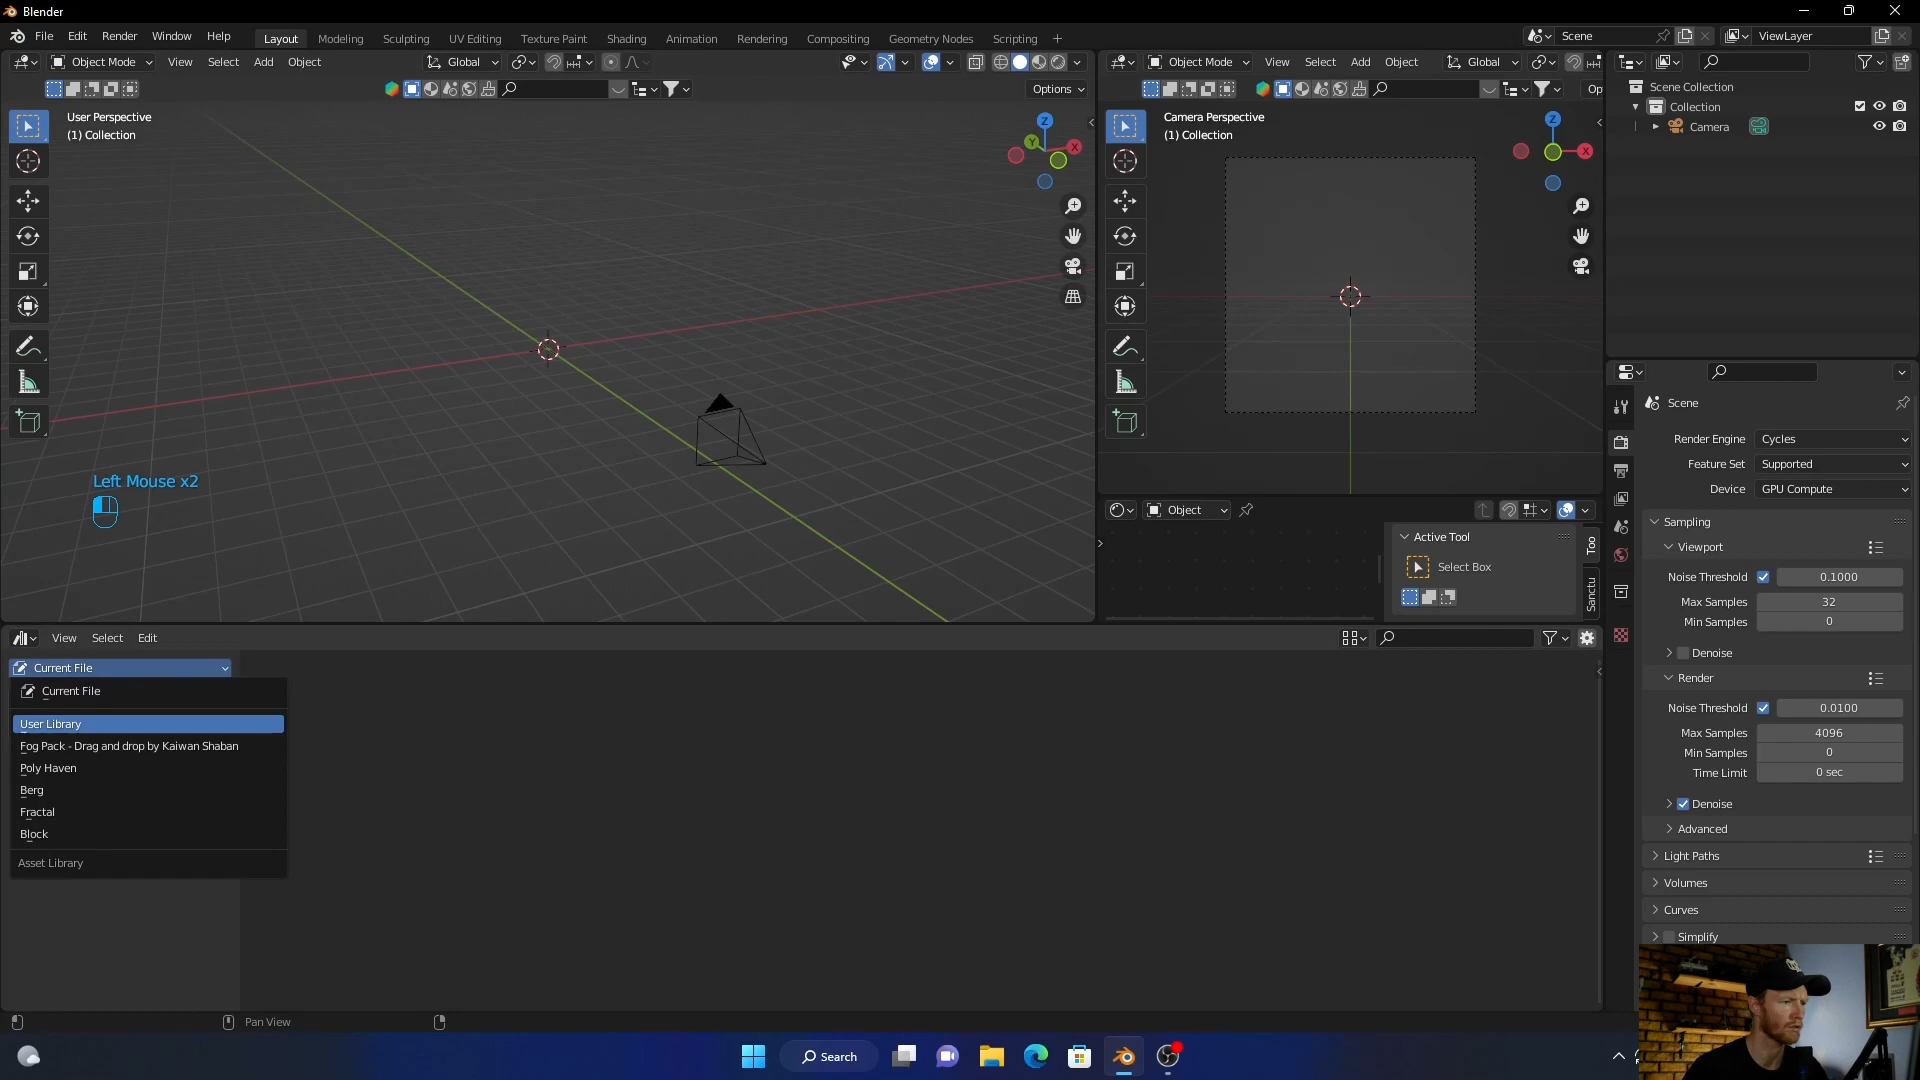 Blender
File Edit Render Window Help
Layout Modeling Sculpting UV Editing Texture Paint Shading Animation Rendering Compositing Geometry Nodes Scripting
Scene
ViewLayer
Object Mode View Select Add Object
Global
Object Mode View Select Add Object
Global
Options
Op
Scene Collection
Collection
Camera
User Perspective
(1) Collection
Z
Y
X
Camera Perspective
(1) Collection
Z
X
Left Mouse x2
Object
Active Tool
Select Box
Too
Sanctu
Scene
Render Engine Cycles
Feature Set Supported
Device GPU Compute
Sampling
Viewport
Noise Threshold 0.1000
Max Samples 32
Min Samples 0
Denoise
Render
Noise Threshold 0.0100
Max Samples 4096
Min Samples 0
Time Limit 0 sec
Denoise
Advanced
Light Paths
Volumes
Curves
Simplify
View Select Edit
Current File
Current File
User Library
Fog Pack - Drag and drop by Kaiwan Shaban
Poly Haven
Berg
Fractal
Block
Asset Library
Pan View
Search